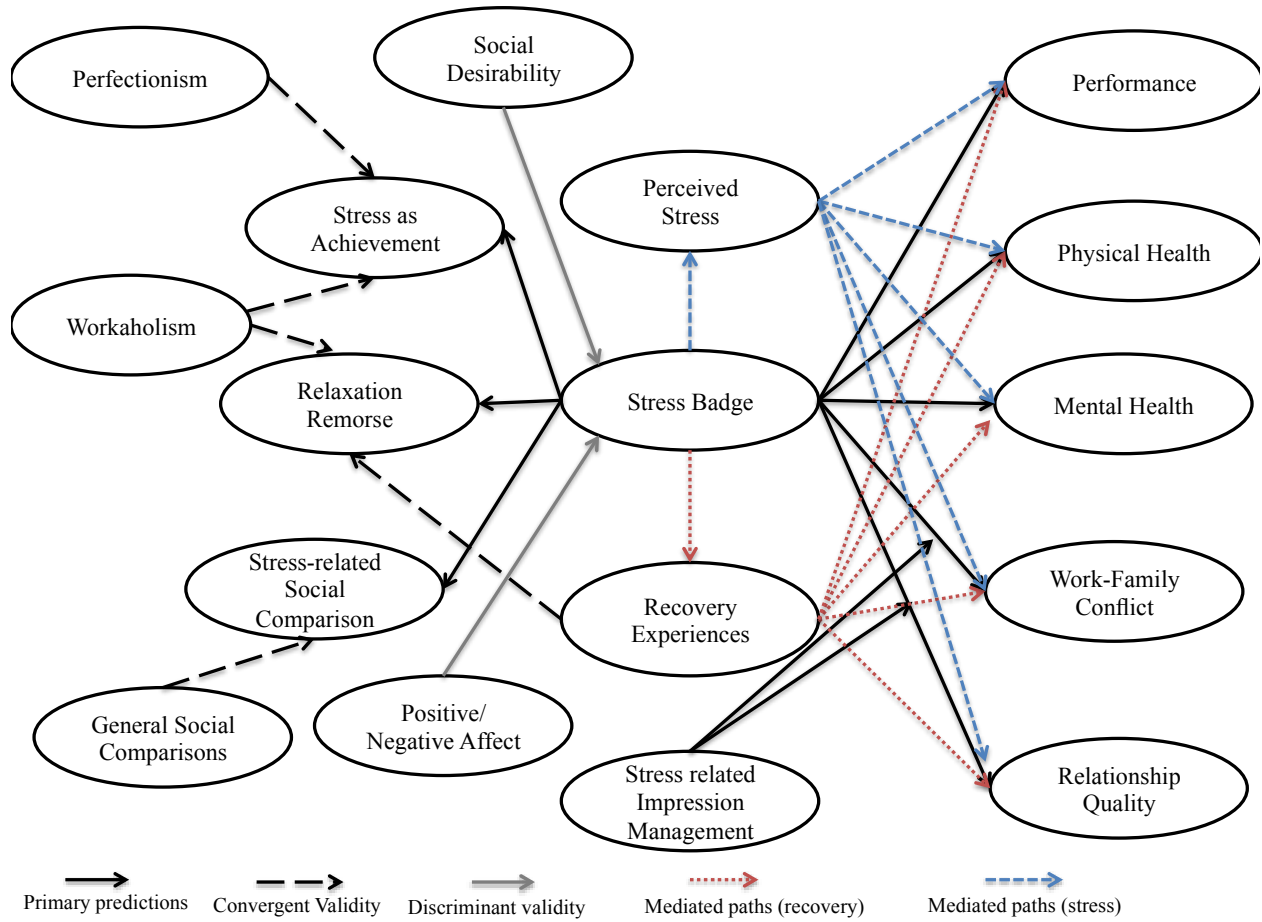 Perfectionism
Social
Desirability
Performance
Stress as
Achievement
Perceived
Stress
Physical Health
Workaholism
Relaxation
Remorse
Stress Badge
Mental Health
Stress-related
Social
Comparison
Recovery
Experiences
Work-Family
Conflict
General Social
Comparisons
Positive/
Negative Affect
Stress related
Impression
Management
Relationship
Quality
Primary predictions
Convergent Validity
Discriminant validity
Mediated paths (recovery)
Mediated paths (stress)